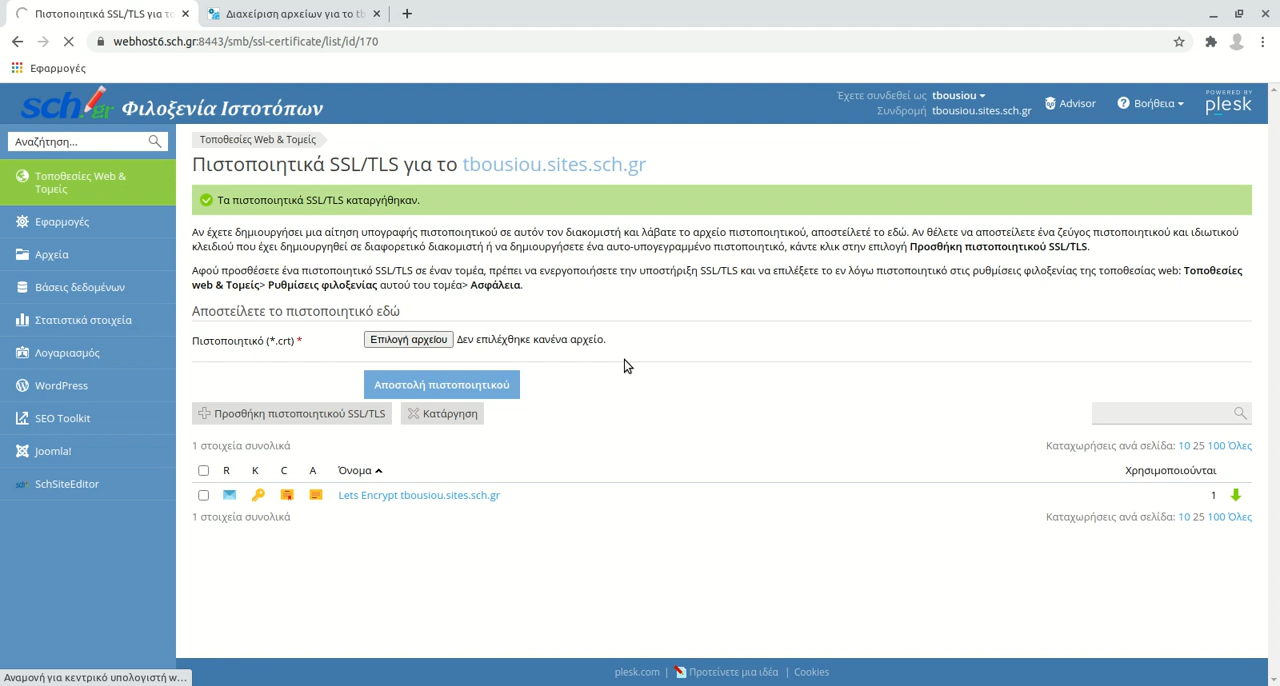 Πιστοποιητικά SSL/TLS για το
Διαχείριση αρχείων για το tb
webhost6.sch.gr:8443/smb/ssl-certificate/list/id/170
Εφαρμογές
sch.gr Φιλοξενία Ιστοτόπων
Έχετε συνδεθεί ως tbousiou
Συνδρομή tbousiou.sites.sch.gr
Advisor
Βοήθεια
POWERED BY
plesk
Αναζήτηση...
Τοποθεσίες Web &
Τομείς
Εφαρμογές
Αρχεία
Βάσεις δεδομένων
Στατιστικά στοιχεία
Λογαριασμός
WordPress
SEO Toolkit
Joomla!
SchSiteEditor
Τοποθεσίες Web & Τομείς
Πιστοποιητικά SSL/TLS για το tbousiou.sites.sch.gr
Τα πιστοποιητικά SSL/TLS καταργήθηκαν.
Αν έχετε δημιουργήσει μια αίτηση υπογραφής πιστοποιητικού σε αυτόν τον διακομιστή και λάβατε το αρχείο πιστοποιητικού, αποστείλετέ το εδώ. Αν θέλετε να αποστείλετε ένα ζεύγος πιστοποιητικού και ιδιωτικού
κλειδιού που έχει δημιουργηθεί σε διαφορετικό διακομιστή ή να δημιουργήσετε ένα αυτο-υπογεγραμμένο πιστοποιητικό, κάντε κλικ στην επιλογή Προσθήκη πιστοποιητικού SSL/TLS.
Αφού προσθέσετε ένα πιστοποιητικό SSL/TLS σε έναν τομέα, πρέπει να ενεργοποιήσετε την υποστήριξη SSL/TLS και να επιλέξετε το εν λόγω πιστοποιητικό στις ρυθμίσεις φιλοξενίας της τοποθεσίας web: Τοποθεσίες
web & Τομείς> Ρυθμίσεις φιλοξενίας αυτού του τομέα> Ασφάλεια.
Αποστείλετε το πιστοποιητικό εδώ
Πιστοποιητικό (*.crt) *
Επιλογή αρχείου Δεν επιλέχθηκε κανένα αρχείο.
Αποστολή πιστοποιητικού
Προσθήκη πιστοποιητικού SSL/TLS
Κατάργηση
1 στοιχεία συνολικά
Καταχωρήσεις ανά σελίδα: 10 25 100 Όλες
R K C A Όνομα Χρησιμοποιούνται
Lets Encrypt tbousiou.sites.sch.gr 1
1 στοιχεία συνολικά
Καταχωρήσεις ανά σελίδα: 10 25 100 Όλες
plesk.com | Προτείνετε μια ιδέα | Cookies
Αναμονή για κεντρικό υπολογιστή w...